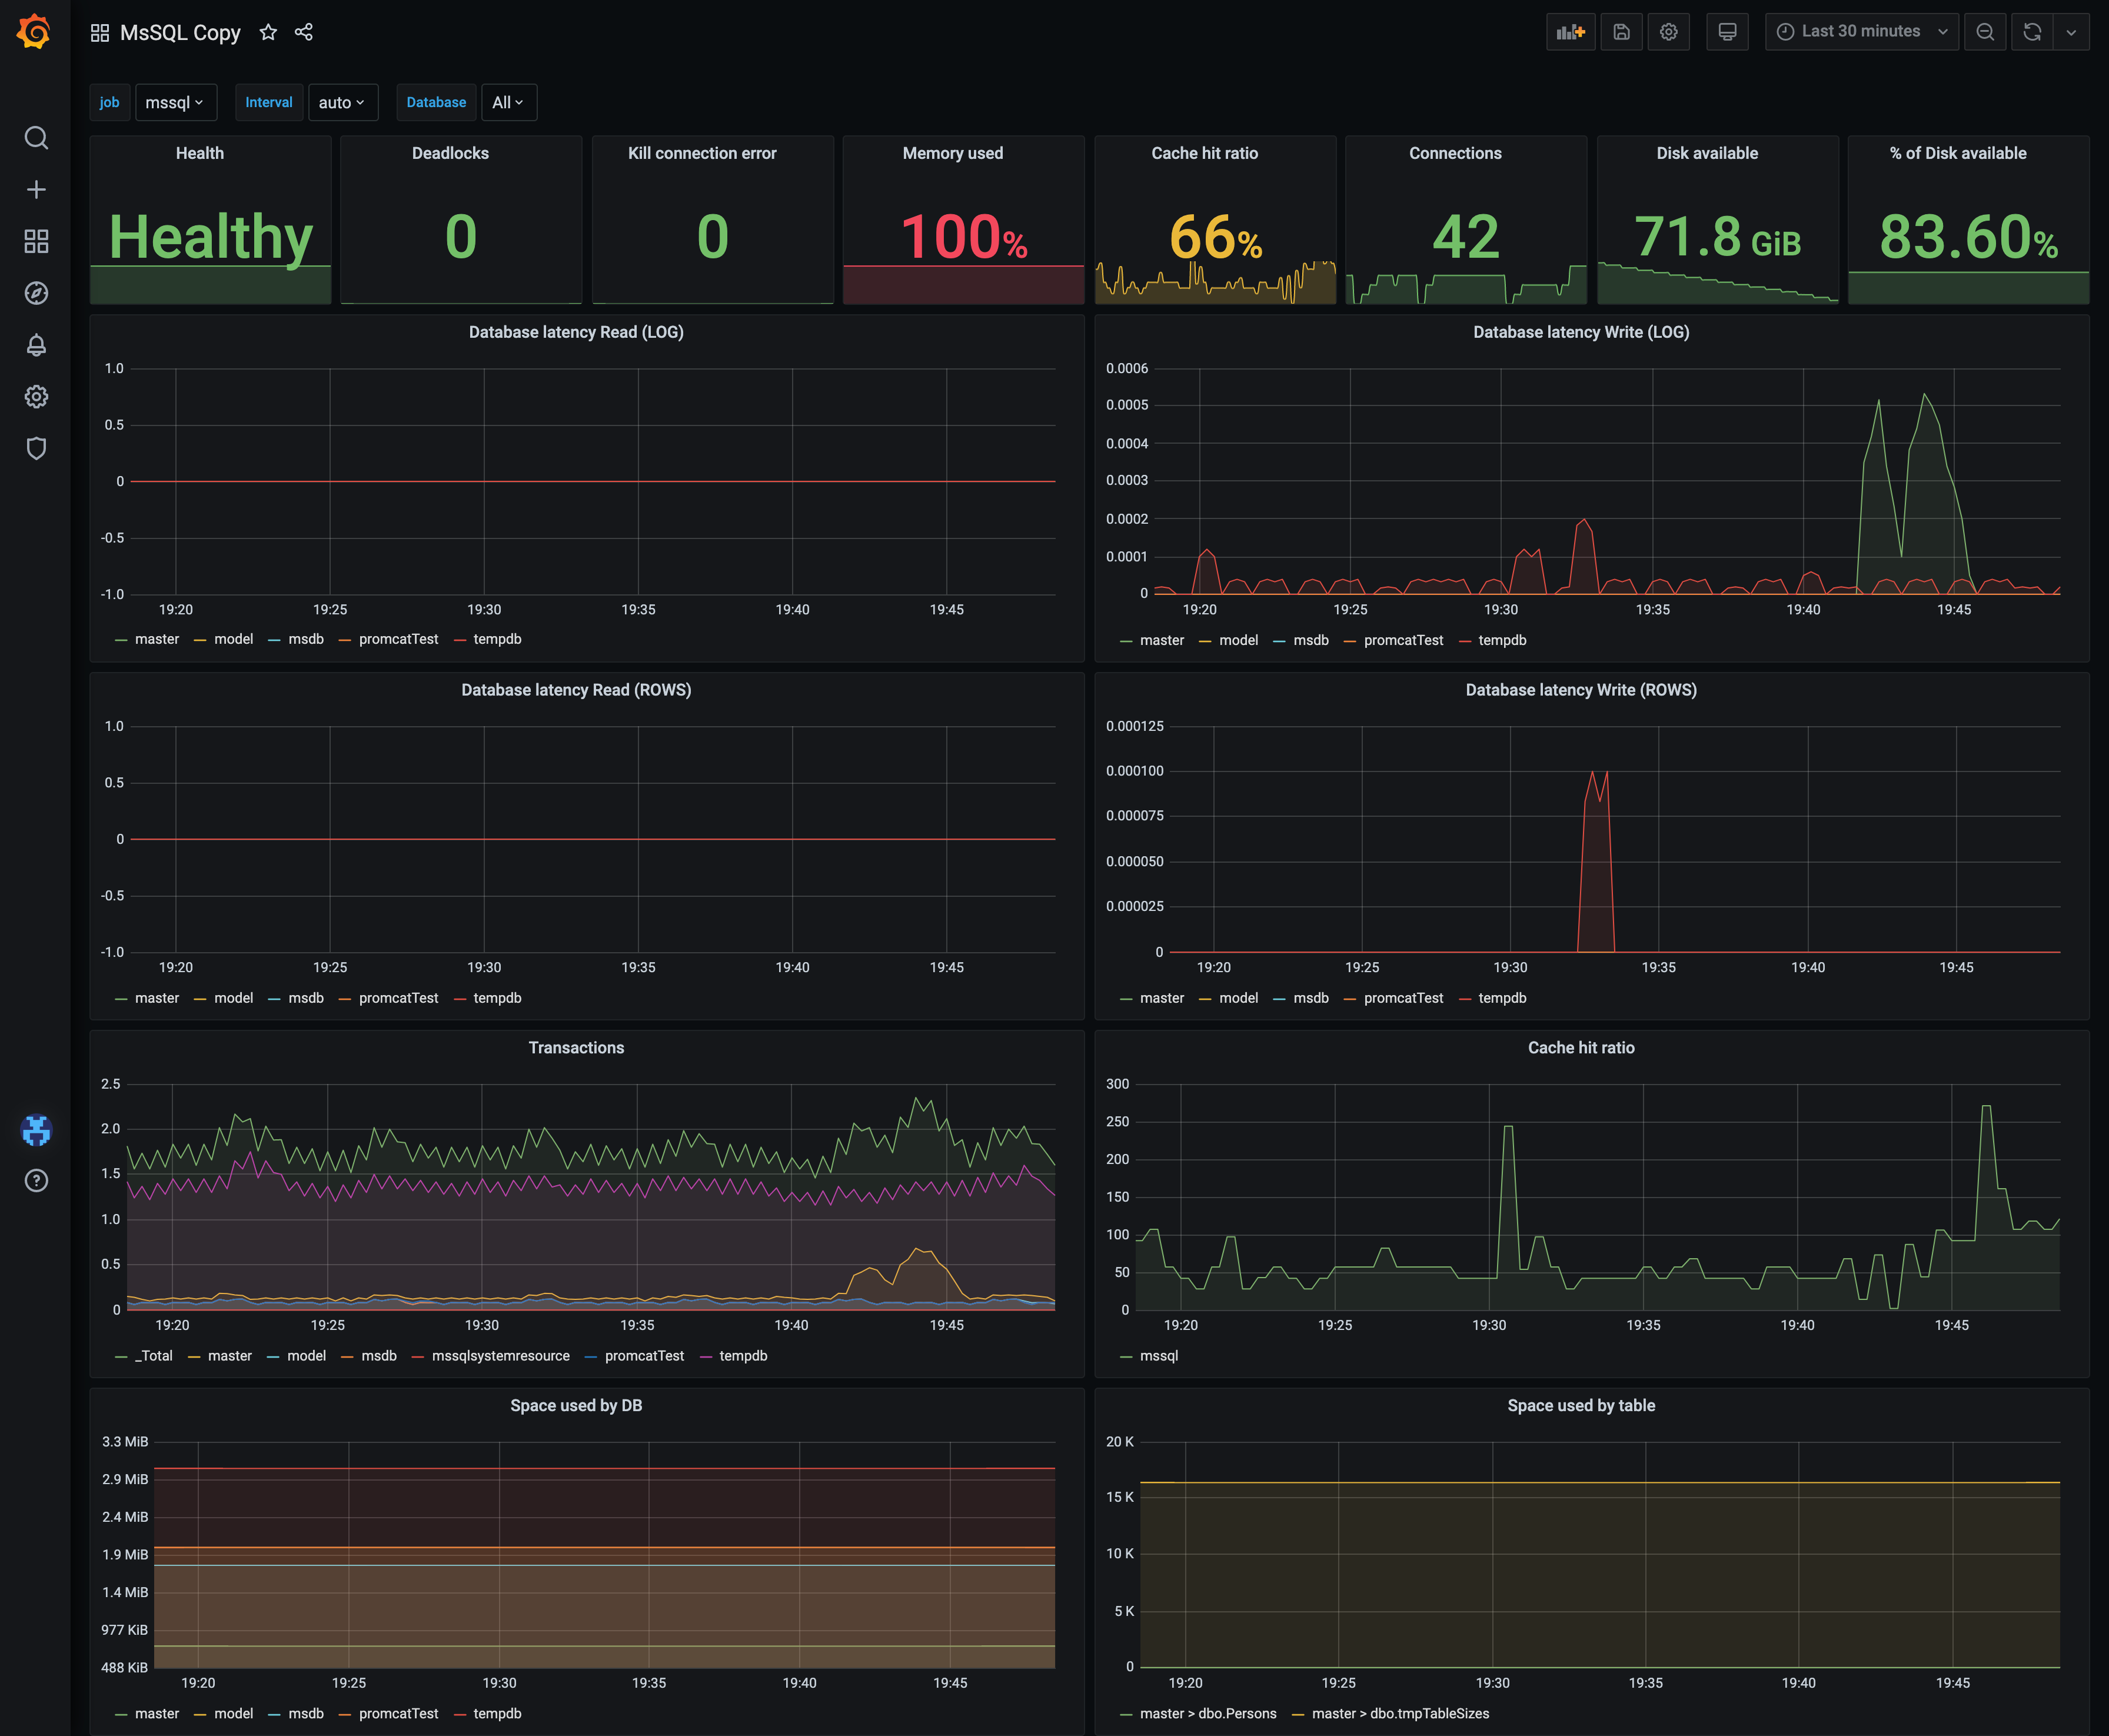 MsSQL Copy
Last 30 minutes
job mssql Interval auto Database All
Health
Healthy
Deadlocks
0
Kill connection error
0
Memory used
100%
Cache hit ratio
66%
Connections
42
Disk available
71.8 GiB
% of Disk available
83.60%
Database latency Read (LOG)
1.0
0.5
0
-0.5
-1.0
19:20 19:25 19:30 19:35 19:40 19:45
master model msdb promcatTest tempdb
Database latency Write (LOG)
0.0006
0.0005
0.0004
0.0003
0.0002
0.0001
0
19:20 19:25 19:30 19:35 19:40 19:45
master model msdb promcatTest tempdb
Database latency Read (ROWS)
1.0
0.5
0
-0.5
-1.0
19:20 19:25 19:30 19:35 19:40 19:45
master model msdb promcatTest tempdb
Database latency Write (ROWS)
0.000125
0.000100
0.000075
0.000050
0.000025
0
19:20 19:25 19:30 19:35 19:40 19:45
master model msdb promcatTest tempdb
Transactions
2.5
2.0
1.5
1.0
0.5
0
19:20 19:25 19:30 19:35 19:40 19:45
_Total master model msdb mssqlsystemresource promcatTest tempdb
Cache hit ratio
300
250
200
150
100
50
0
19:20 19:25 19:30 19:35 19:40 19:45
mssql
Space used by DB
3.3 MiB
2.9 MiB
2.4 MiB
1.9 MiB
1.4 MiB
977 KiB
488 KiB
19:20 19:25 19:30 19:35 19:40 19:45
master model msdb promcatTest tempdb
Space used by table
20 K
15 K
10 K
5 K
0
19:20 19:25 19:30 19:35 19:40 19:45
master > dbo.Persons master > dbo.tmpTableSizes